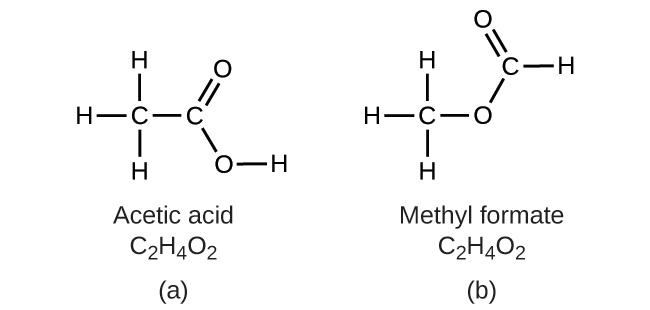 O
H O H C H
H C C H C O
H O H H
Acetic acid Methyl formate
C₂H₄O₂ C₂H₄O₂
(a) (b)